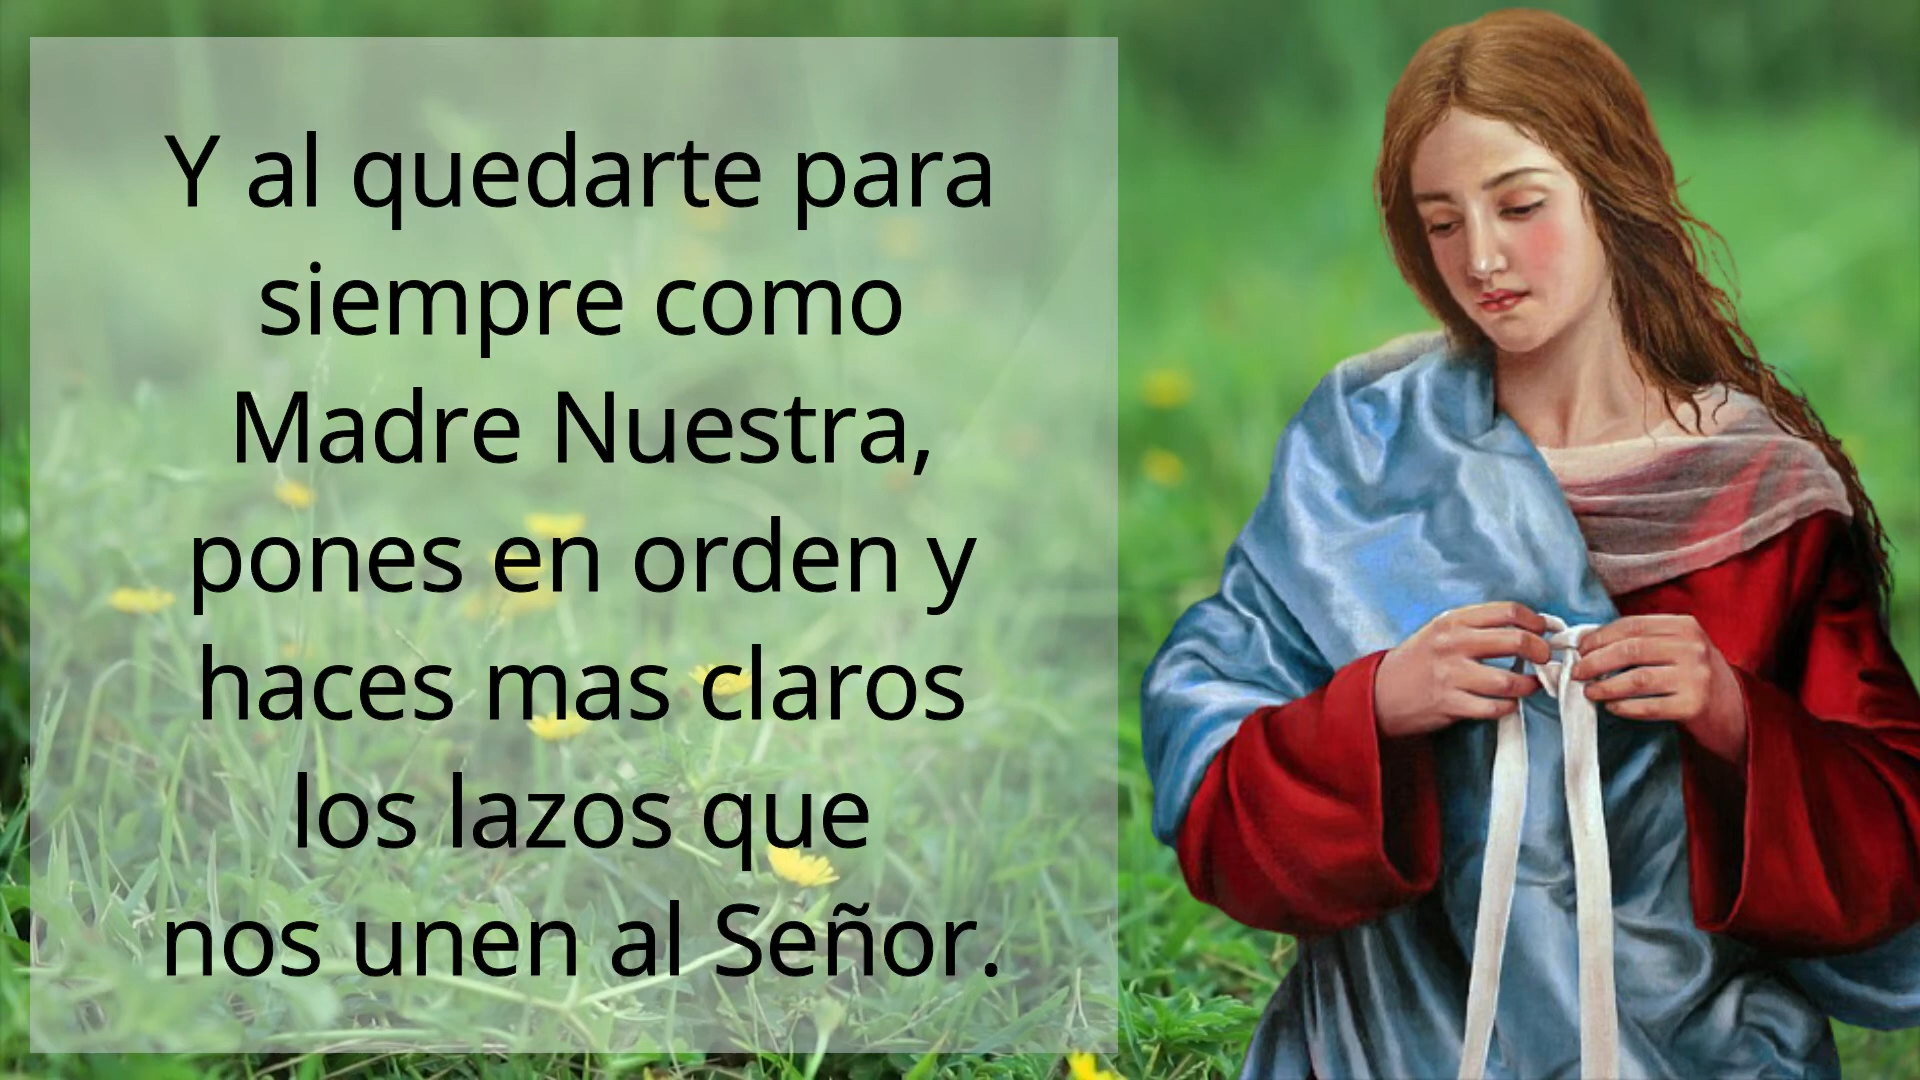 Y al quedarte para
siempre como
Madre Nuestra,
pones en orden y
haces mas claros
los lazos que
nos unen al Señor.